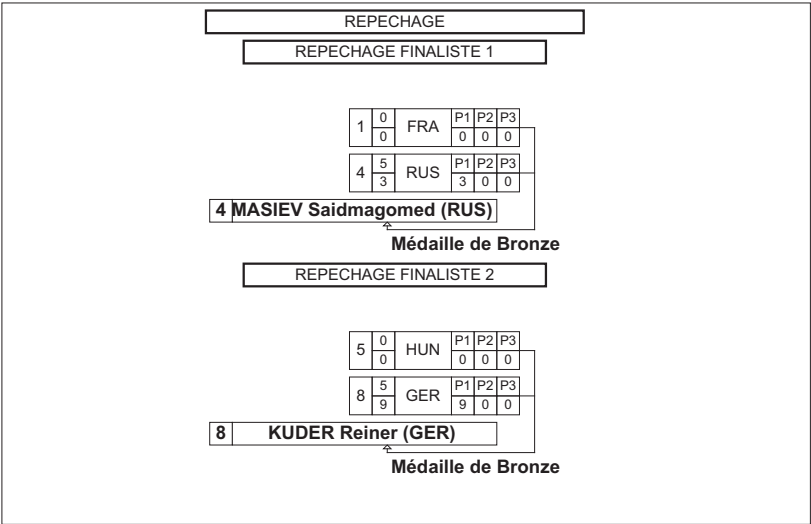 REPECHAGE
REPECHAGE FINALISTE 1
1 0 FRA P1 P2 P3
0 0 0 0
4 5 RUS P1 P2 P3
3 3 0 0
4 MASIEV Saidmagomed (RUS)
Médaille de Bronze
REPECHAGE FINALISTE 2
5 0 HUN P1 P2 P3
0 0 0 0
8 5 GER P1 P2 P3
9 9 0 0
8 KUDER Reiner (GER)
Médaille de Bronze